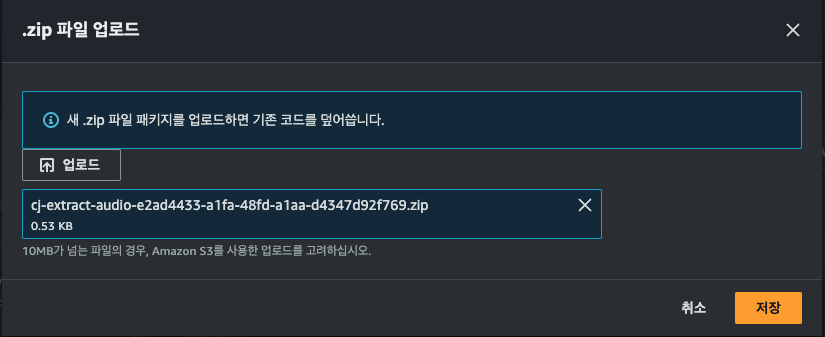 .zip 파일 업로드
새 .zip 파일 패키지를 업로드하면 기존 코드를 덮어씁니다.
업로드
cj-extract-audio-e2ad4433-a1fa-48fd-a1aa-d4347d92f769.zip
0.53 KB
10MB가 넘는 파일의 경우, Amazon S3를 사용한 업로드를 고려하십시오.
취소
저장